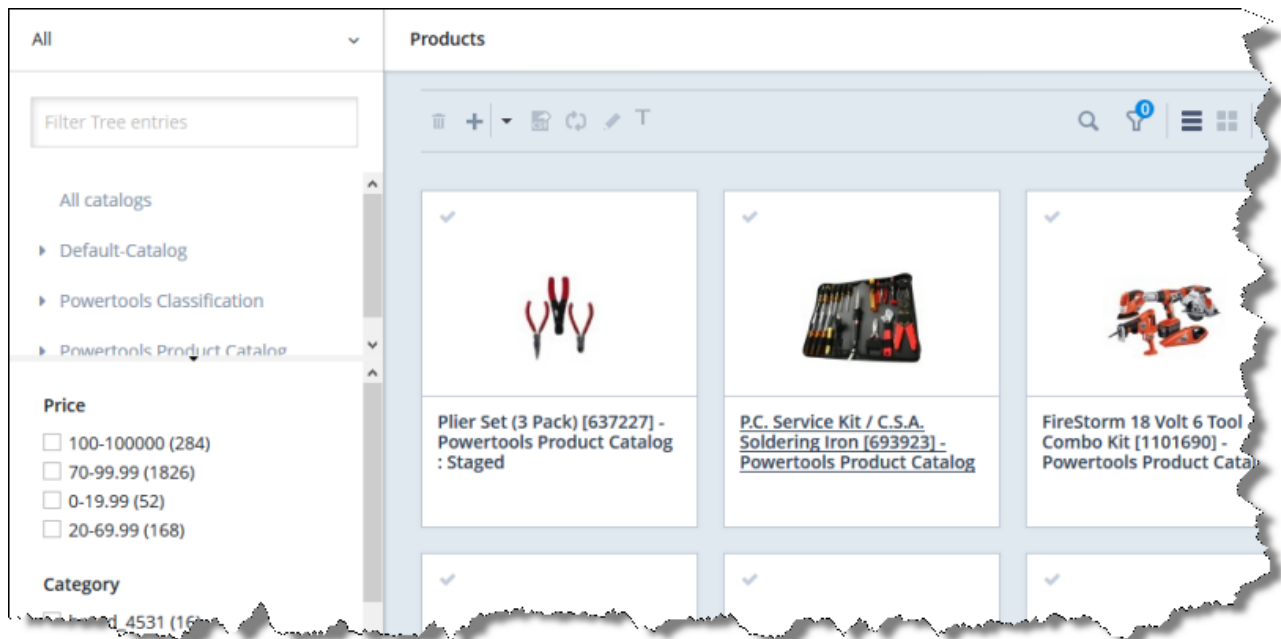 All
Products
Filter Tree entries
0
All catalogs
Default-Catalog
Powertools Classification
Powertools Product Catalog
Price
100-100000 (284)
70-99.99 (1826)
0-19.99 (52)
20-69.99 (168)
Category
4531
Plier Set (3 Pack) [637227] -
Powertools Product Catalog
: Staged
P.C. Service Kit / C.S.A.
Soldering Iron [693923] -
Powertools Product Catalog
FireStorm 18 Volt 6 Tool
Combo Kit [1101690] -
Powertools Product